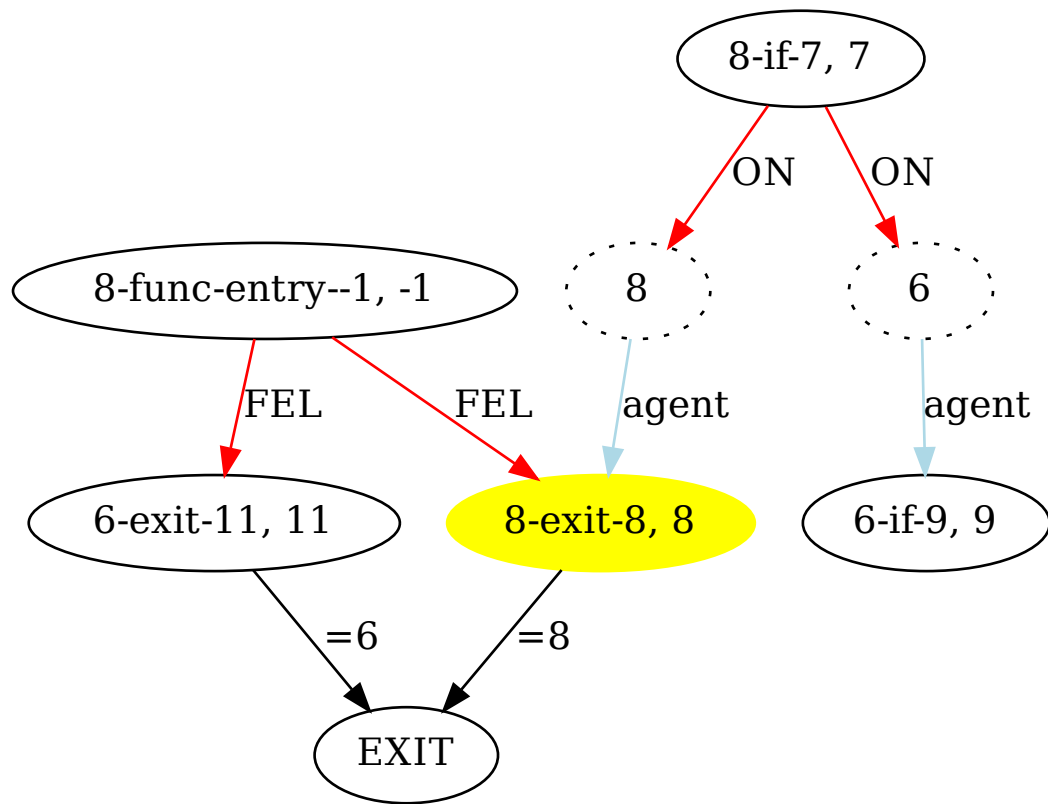 8-if-7, 7
ON
ON
8-func-entry--1, -1
8
6
FEL
FEL
agent
agent
6-exit-11, 11
8-exit-8, 8
6-if-9, 9
=6
=8
EXIT